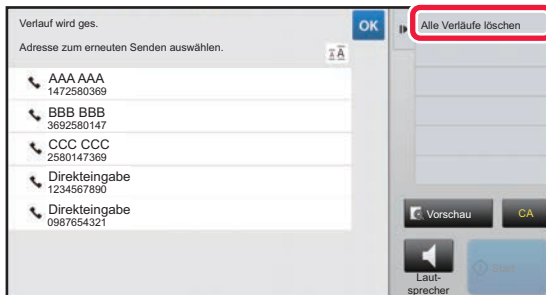 Verlauf wird ges.
Adresse zum erneuten Senden auswählen.
OK
Alle Verläufe löschen
AAA AAA
1472580369
BBB BBB
3692580147
CCC CCC
2580147369
Direkteingabe
1234567890
Direkteingabe
0987654321
Vorschau
CA
Laut-
sprecher
Start